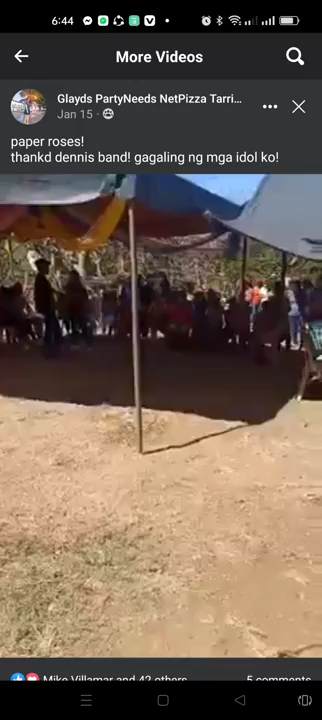 6:44
More Videos
Glayds PartyNeeds NetPizza Tarri...
Jan 15 ·
paper roses!
thankd dennis band! gagaling ng mga idol ko!
Mike Villamar and 42 others
5 comments